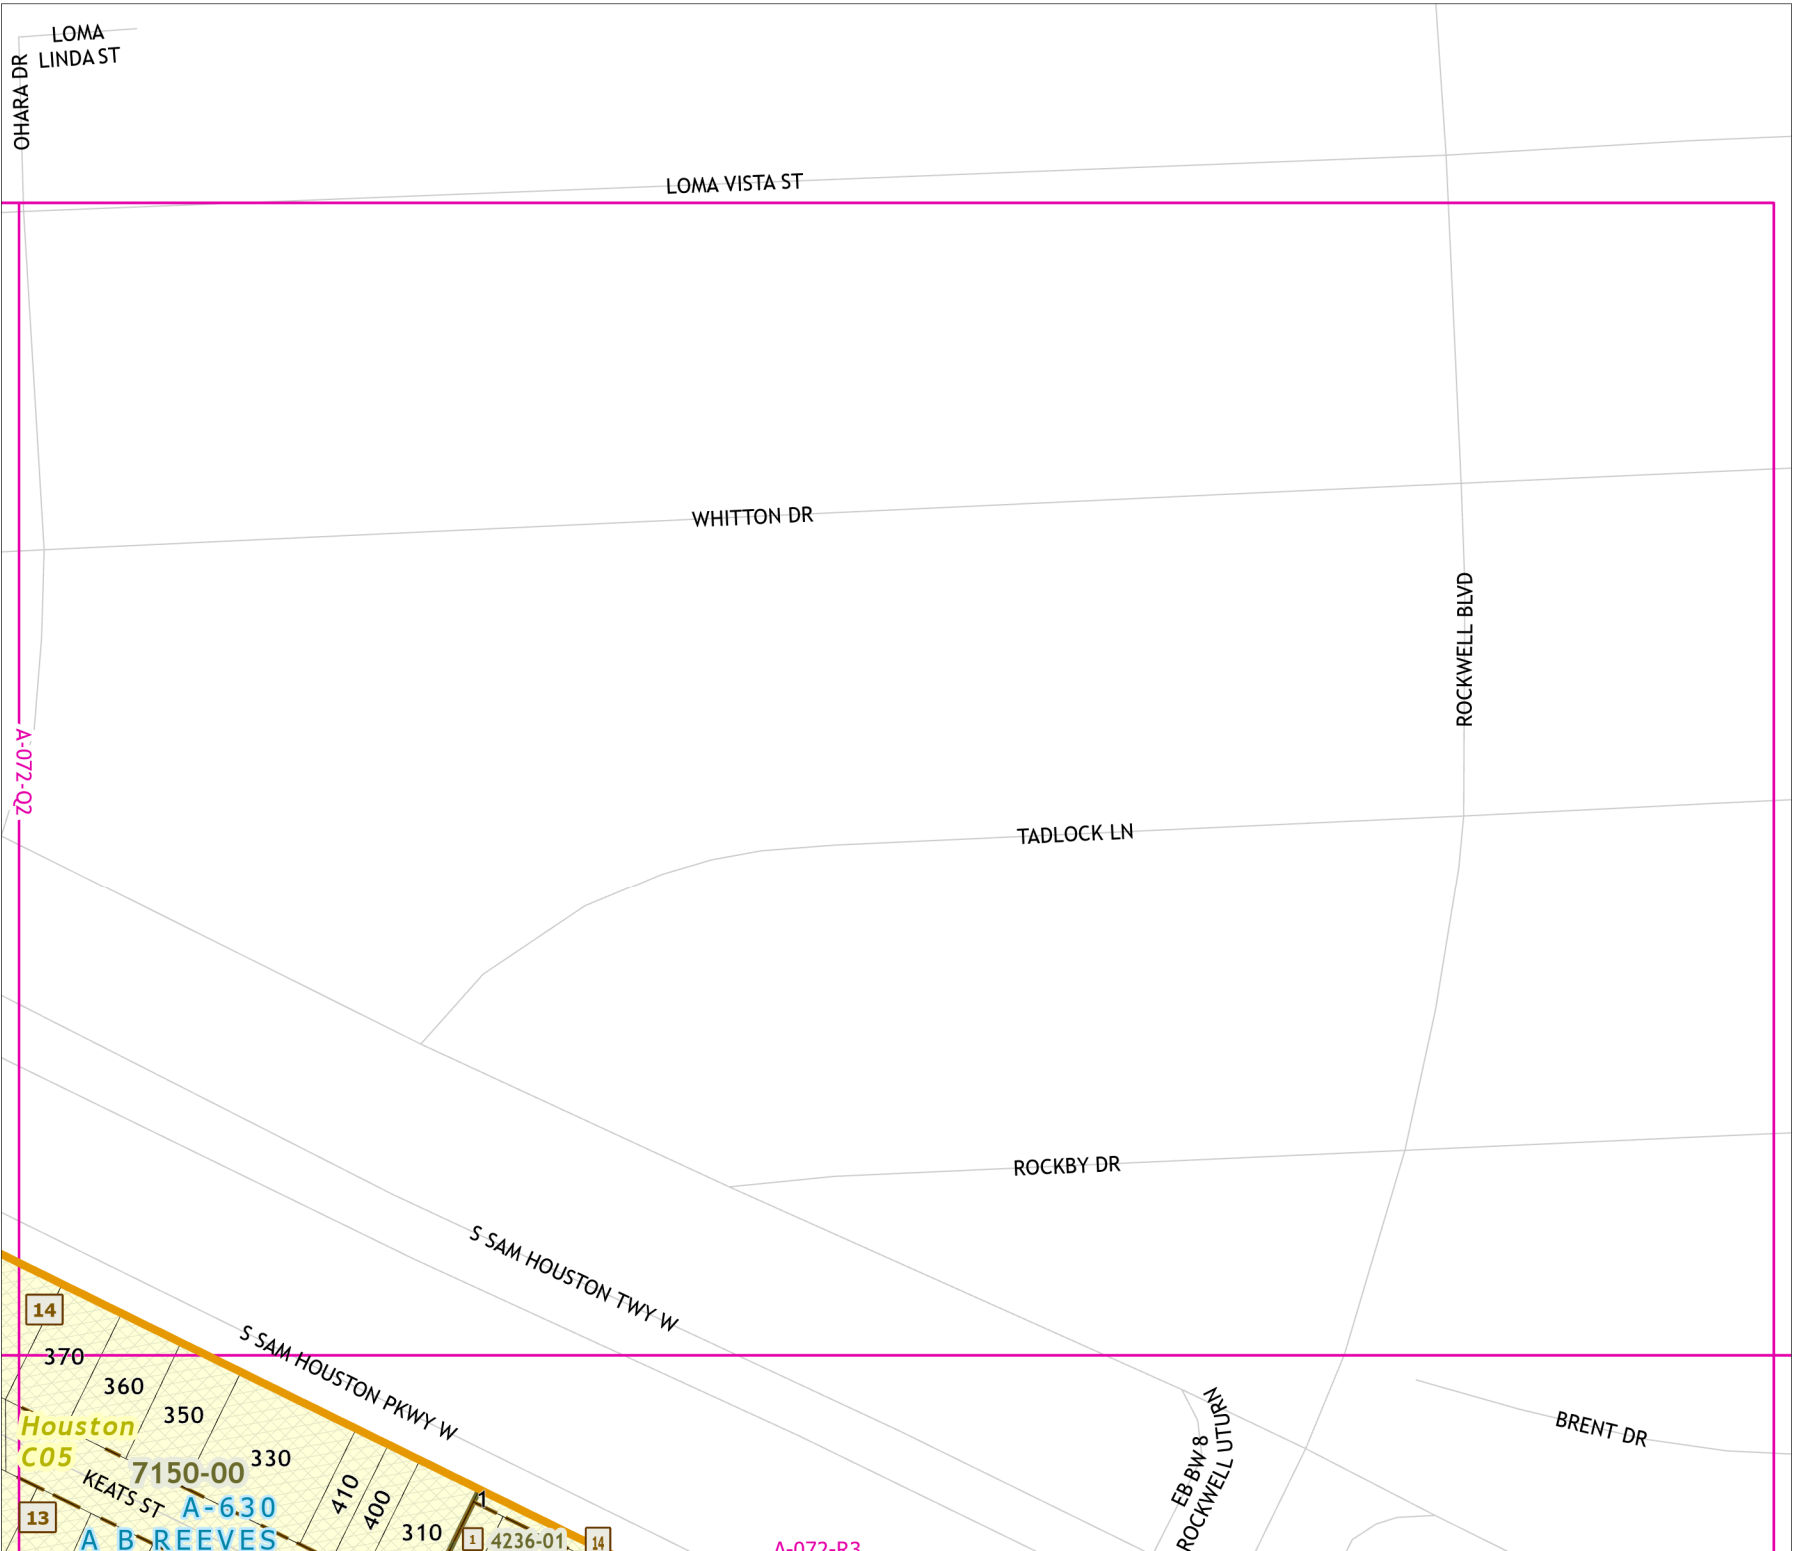 LOMA
LINDA ST
OHARA DR
LOMA VISTA ST
WHITTON DR
ROCKWELL BLVD
A-072-Q2
TADLOCK LN
ROCKBY DR
S SAM HOUSTON TWY W
14
S SAM HOUSTON PKWY W
370
360
350
330
410
400
310
Houston
C05
7150-00
KEATS ST
A-630
A B REEVES
13
1
1
4236-01
14
EB BW 8
ROCKWELL UTURN
BRENT DR
A-072-R3